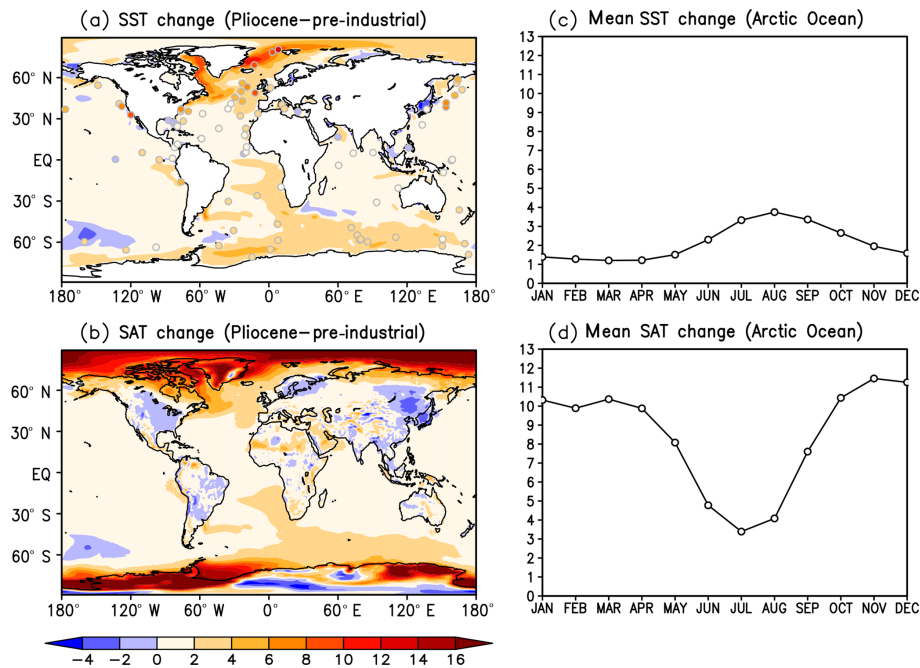 (a) SST change (Pliocene–pre-industrial)
60° N
30° N
EQ
30° S
60° S
180° 120° W 60° W 0° 60° E 120° E 180°
(b) SAT change (Pliocene–pre-industrial)
60° N
30° N
EQ
30° S
60° S
180° 120° W 60° W 0° 60° E 120° E 180°
−4 −2 0 2 4 6 8 10 12 14 16
(c) Mean SST change (Arctic Ocean)
13
12
11
10
9
8
7
6
5
4
3
2
1
0
JAN FEB MAR APR MAY JUN JUL AUG SEP OCT NOV DEC
(d) Mean SAT change (Arctic Ocean)
13
12
11
10
9
8
7
6
5
4
3
2
1
0
JAN FEB MAR APR MAY JUN JUL AUG SEP OCT NOV DEC